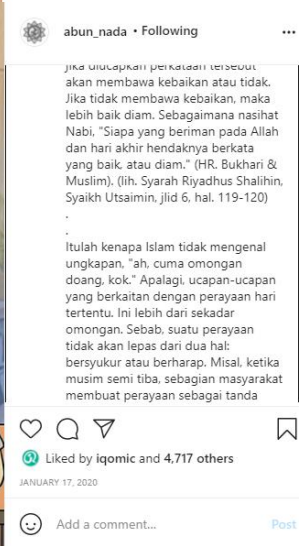 abun_nada • Following
jika diucapkan perkataan tersebut
akan membawa kebaikan atau tidak.
Jika tidak membawa kebaikan, maka
lebih baik diam. Sebagaimana nasihat
Nabi, "Siapa yang beriman pada Allah
dan hari akhir hendaknya berkata
yang baik, atau diam." (HR. Bukhari &
Muslim). (lih. Syarah Riyadhus Shalihin,
Syaikh Utsaimin, jlid 6, hal. 119-120)
.
.
Itulah kenapa Islam tidak mengenal
ungkapan, "ah, cuma omongan
doang, kok." Apalagi, ucapan-ucapan
yang berkaitan dengan perayaan hari
tertentu. Ini lebih dari sekadar
omongan. Sebab, suatu perayaan
tidak akan lepas dari dua hal:
bersyukur atau berharap. Misal, ketika
musim semi tiba, sebagian masyarakat
membuat perayaan sebagai tanda
Liked by iqomic and 4,717 others
JANUARY 17, 2020
Add a comment... Post